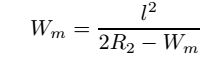 $W_m = \frac{l^2}{2R_2 - W_m}$